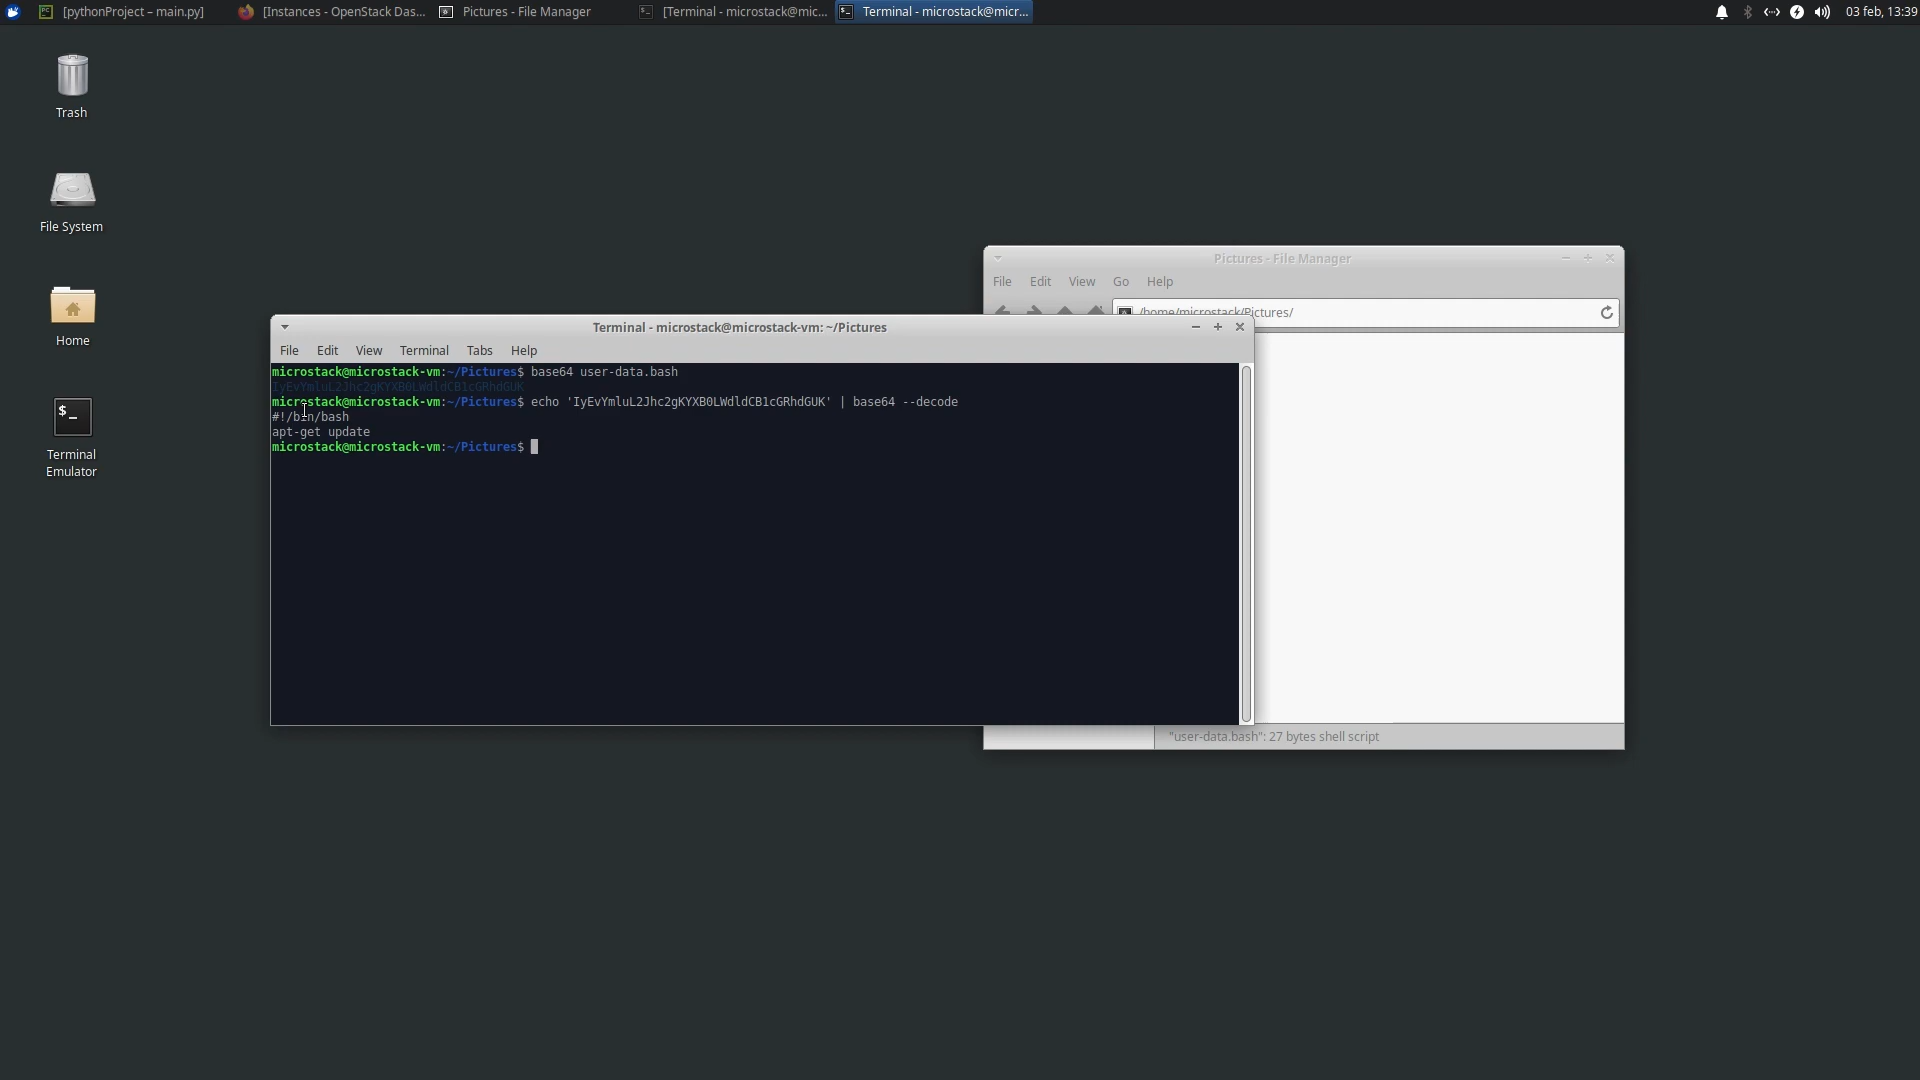 [pythonProject – main.py]
[Instances - OpenStack Das...
Pictures - File Manager
[Terminal - microstack@mic...
Terminal - microstack@micr...
03 feb, 13:39
Trash
File System
Home
Terminal
Emulator
Pictures - File Manager
File Edit View Go Help
/home/microstack/Pictures/
Terminal - microstack@microstack-vm: ~/Pictures
File Edit View Terminal Tabs Help
microstack@microstack-vm:~/Pictures$ base64 user-data.bash
IyEvYmluL2Jhc2gKYXB0LWdldCB1cGRhdGUK
microstack@microstack-vm:~/Pictures$ echo 'IyEvYmluL2Jhc2gKYXB0LWdldCB1cGRhdGUK' | base64 --decode
#!/bin/bash
apt-get update
microstack@microstack-vm:~/Pictures$
"user-data.bash": 27 bytes shell script